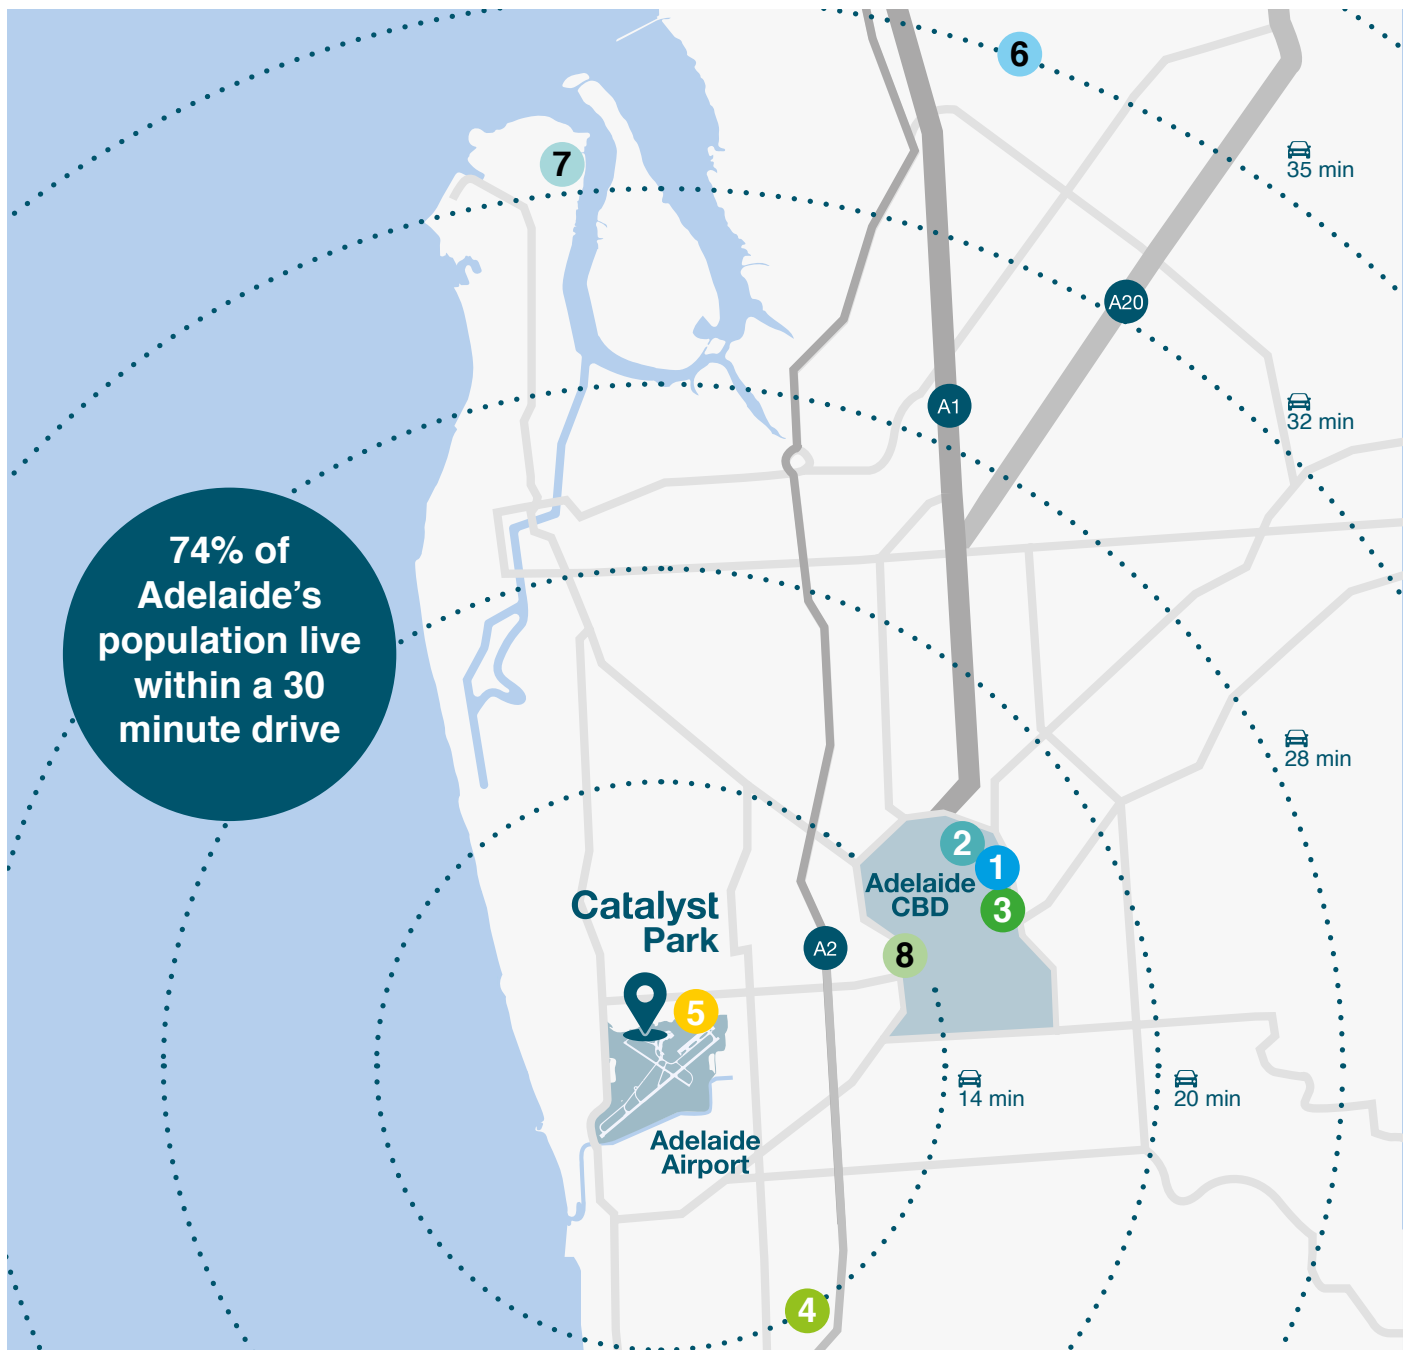 6
7
35 min
A20
A1
32 min
74% of
Adelaide’s
population live
within a 30
minute drive
28 min
2
1
Adelaide
CBD
3
Catalyst
Park
A2
8
5
14 min
20 min
Adelaide
Airport
4